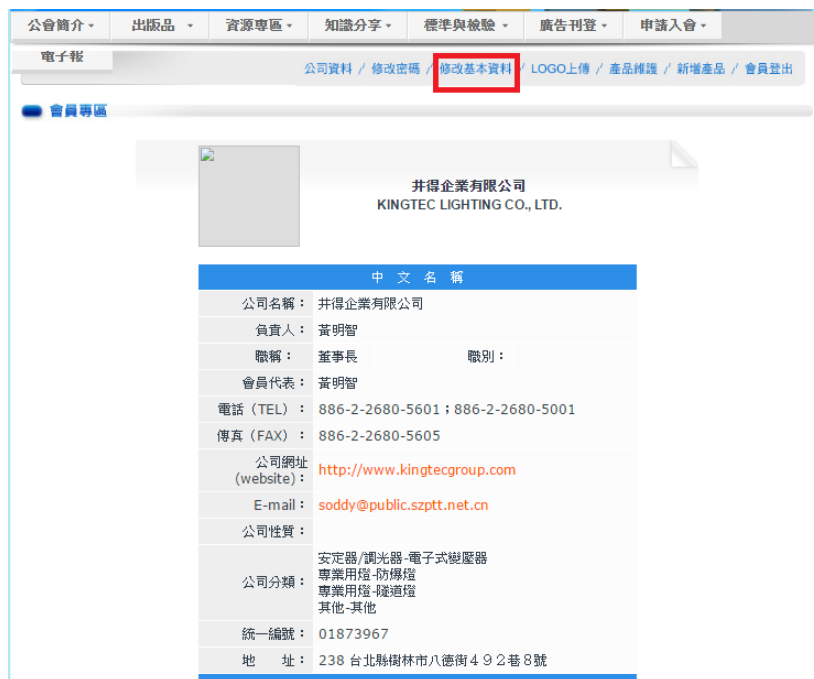 公會簡介 出版品 資源專區 知識分享 標準與檢驗 廣告刊登 申請入會
電子報
公司資料 / 修改密碼 / 修改基本資料 / LOGO上傳 / 產品維護 / 新增產品 / 會員登出
會員專區
井得企業有限公司
KINGTEC LIGHTING CO., LTD.
中 文 名 稱
公司名稱： 井得企業有限公司
負責人： 黃明智
職稱： 董事長 職別：
會員代表： 黃明智
電話（TEL）： 886-2-2680-5601；886-2-2680-5001
傳真（FAX）： 886-2-2680-5605
公司網址
(website)： http://www.kingtecgroup.com
E-mail： soddy@public.szptt.net.cn
公司性質：
公司分類： 安定器/調光器-電子式變壓器
專業用燈-防爆燈
專業用燈-隧道燈
其他-其他
統一編號： 01873967
地 址： 238 台北縣樹林市八德街４９２巷８號